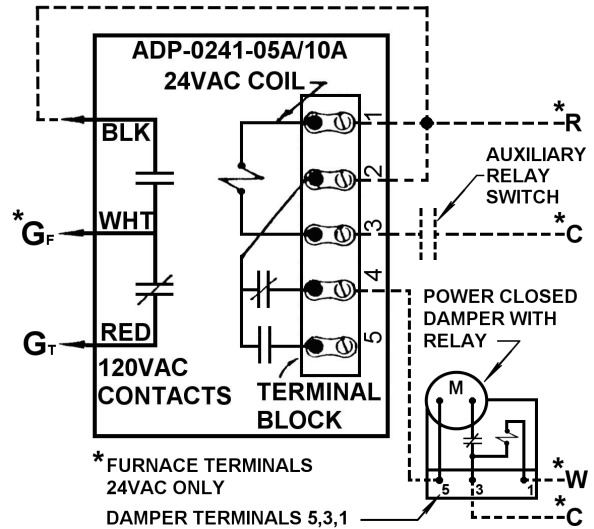 ADP-0241-05A/10A
24VAC COIL
BLK
1
*R
2
AUXILIARY
RELAY
SWITCH
WHT
*GF
3
*C
4
POWER CLOSED
DAMPER WITH
RELAY
RED
GT
5
120VAC
CONTACTS
TERMINAL
BLOCK
M
*FURNACE TERMINALS
24VAC ONLY
5
3
1
*W
*C
DAMPER TERMINALS 5,3,1